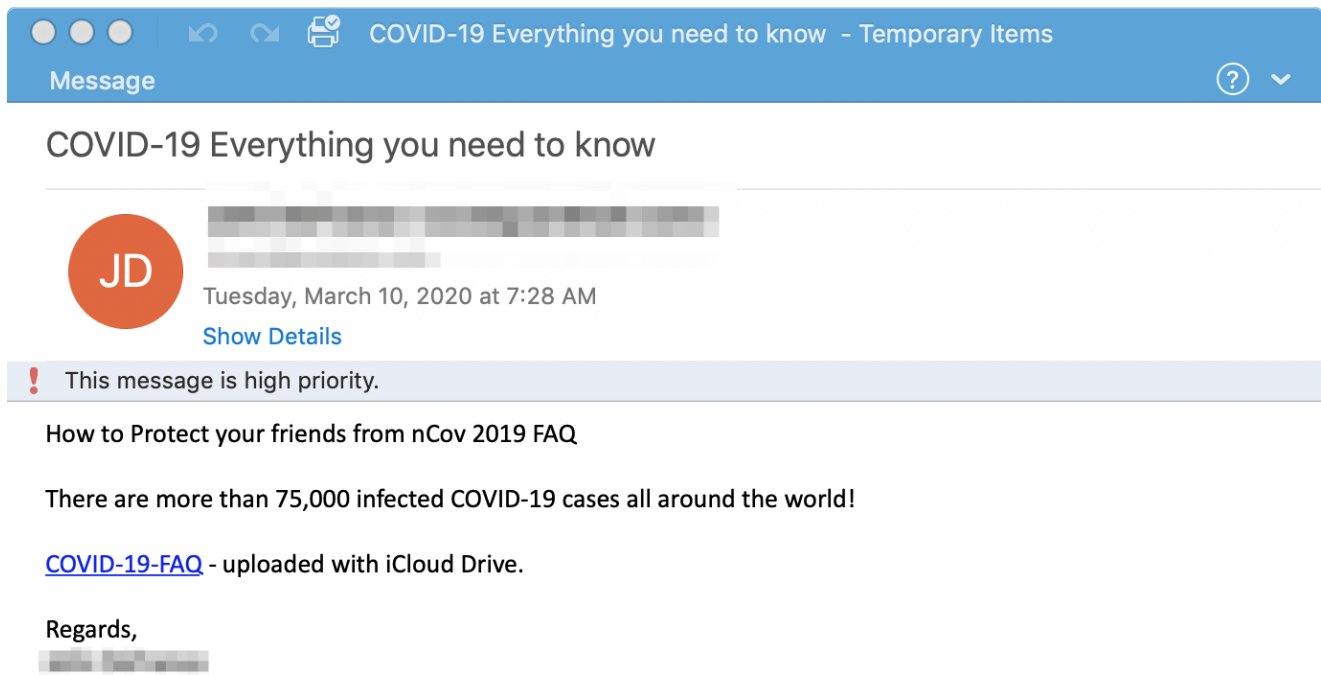 COVID-19 Everything you need to know - Temporary Items
Message
?
COVID-19 Everything you need to know
JD
Tuesday, March 10, 2020 at 7:28 AM
Show Details
! This message is high priority.
How to Protect your friends from nCov 2019 FAQ
There are more than 75,000 infected COVID-19 cases all around the world!
COVID-19-FAQ - uploaded with iCloud Drive.
Regards,